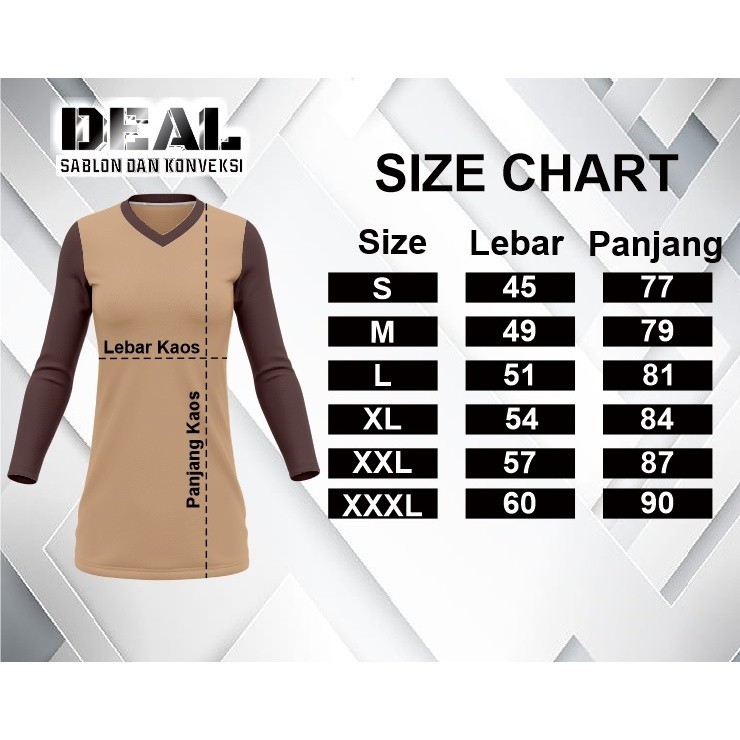 DEAL
SABLON DAN KONVEKSI
SIZE CHART
Size Lebar Panjang
S 45 77
M 49 79
L 51 81
XL 54 84
XXL 57 87
XXXL 60 90
Lebar Kaos
Panjang Kaos